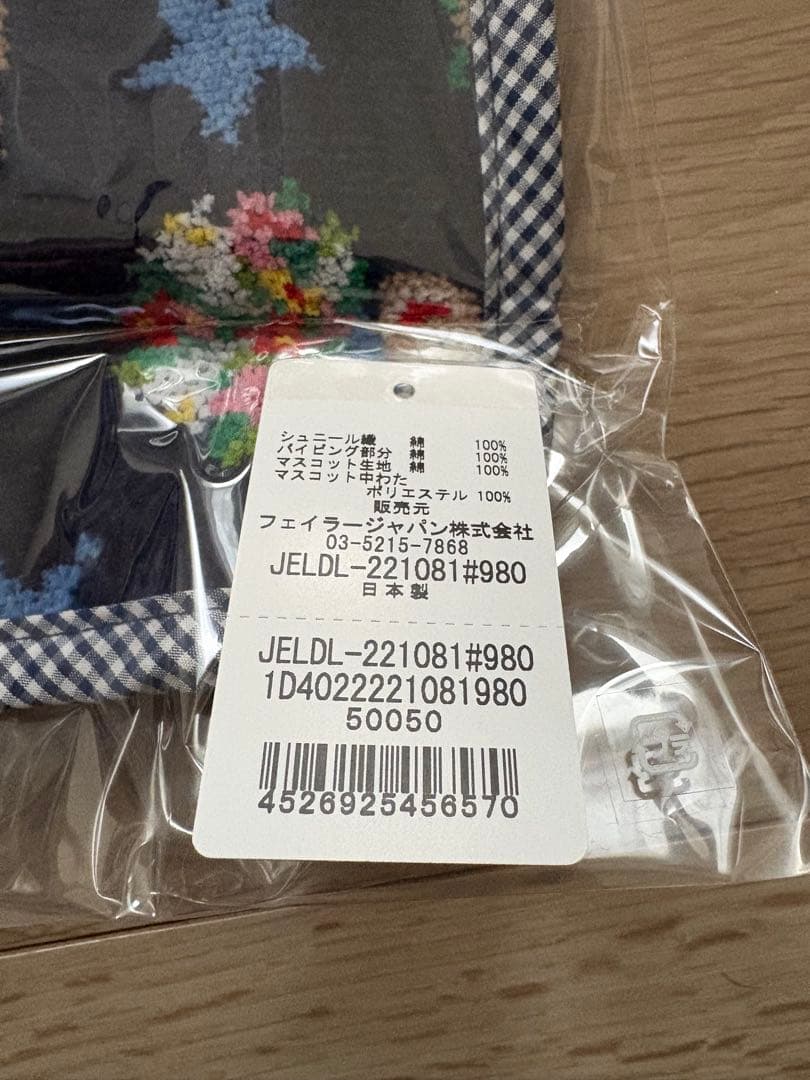 シュニール織 綿 100%
パイピング部分 綿 100%
マスコット生地 綿 100%
マスコット中わた
ポリエステル 100%
販売元
フェイラージャパン株式会社
03-5215-7868
JELDL-221081#980
日本製
JELDL-221081#980
1D4022221081980
50050
4526925456570